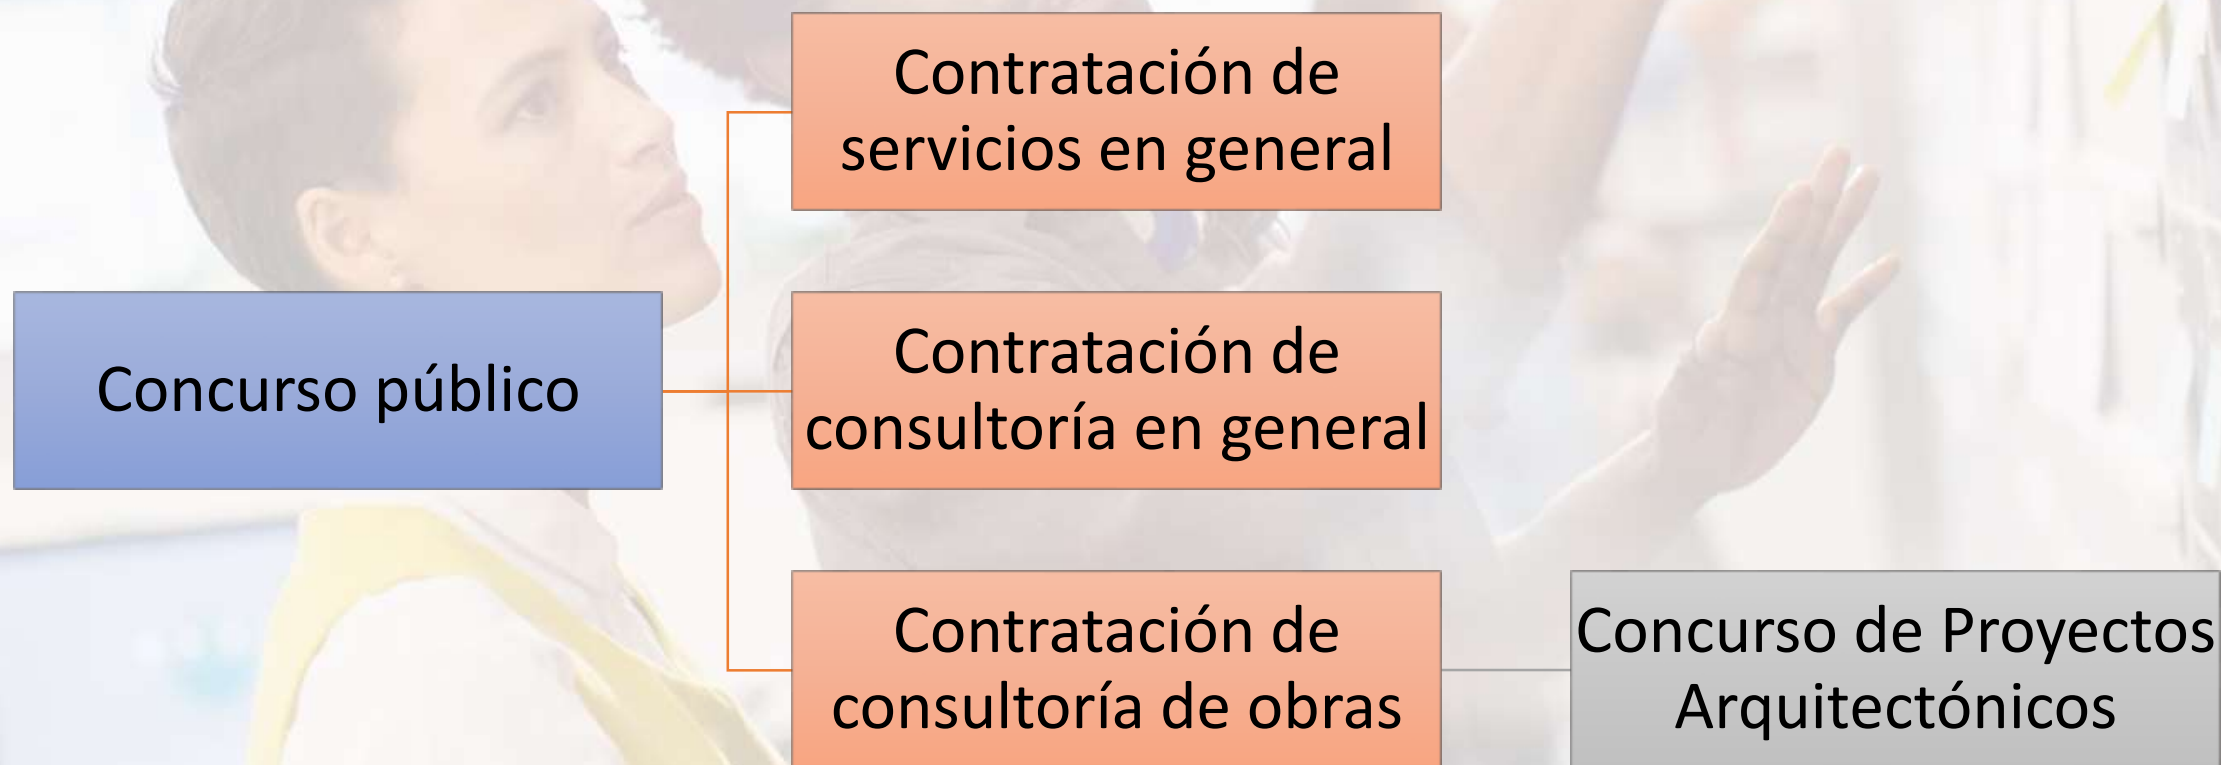 Contratación de
servicios en general
Concurso público
Contratación de
consultoría en general
Contratación de
consultoría de obras
Concurso de Proyectos
Arquitectónicos